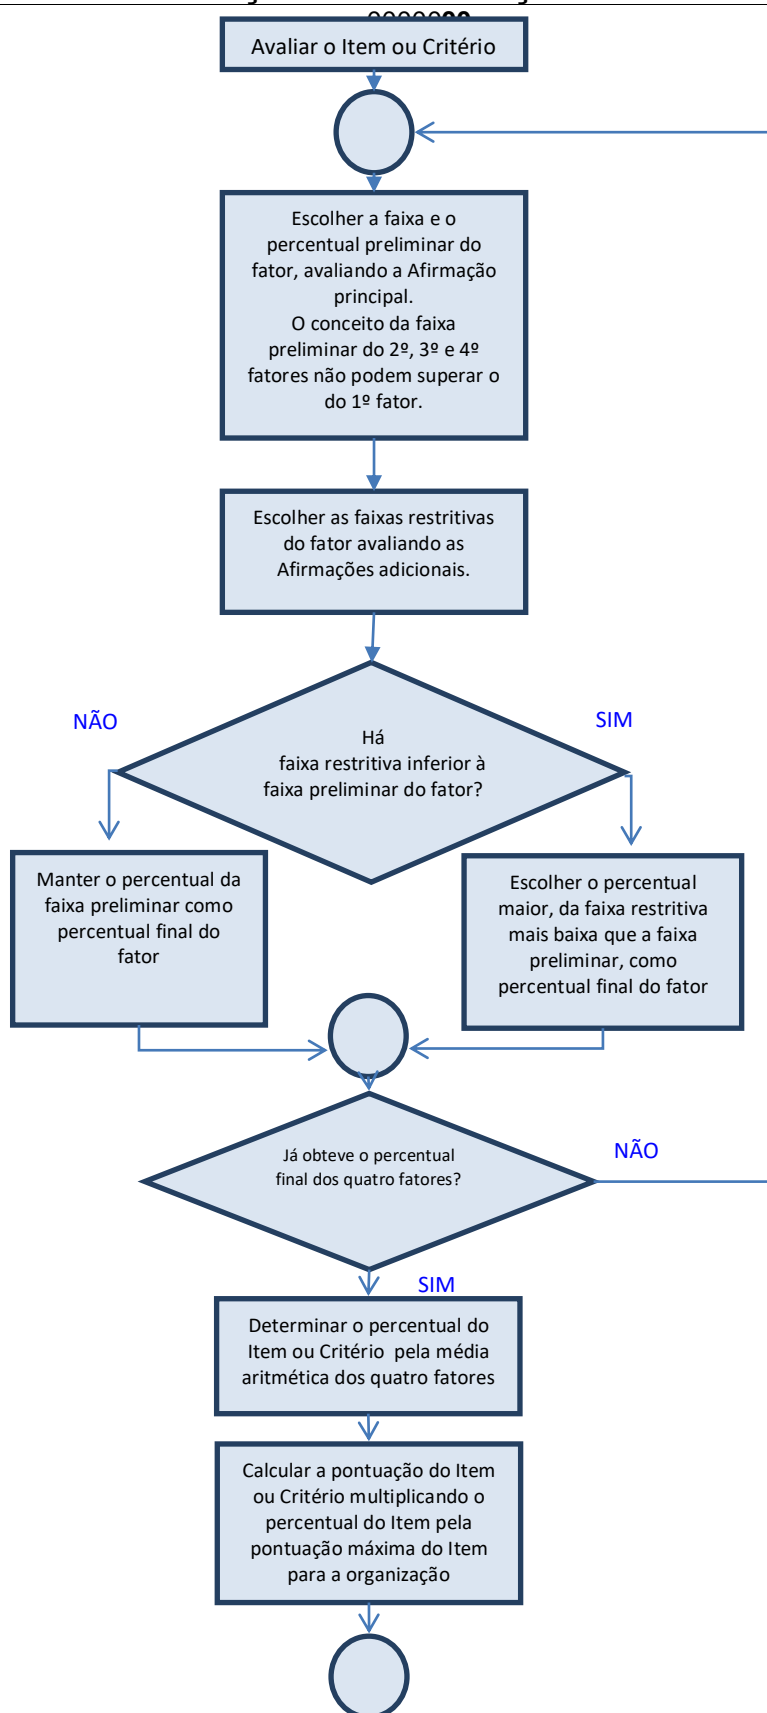 Avaliar o Item ou Critério
Escolher a faixa e o
percentual preliminar do
fator, avaliando a Afirmação
principal.
O conceito da faixa
preliminar do 2º, 3º e 4º
fatores não podem superar o
do 1º fator.
Escolher as faixas restritivas
do fator avaliando as
Afirmações adicionais.
NÃO
SIM
Há
faixa restritiva inferior à
faixa preliminar do fator?
Manter o percentual da
faixa preliminar como
percentual final do
fator
Escolher o percentual
maior, da faixa restritiva
mais baixa que a faixa
preliminar, como
percentual final do fator
Já obteve o percentual
final dos quatro fatores?
NÃO
SIM
Determinar o percentual do
Item ou Critério pela média
aritmética dos quatro fatores
Calcular a pontuação do Item
ou Critério multiplicando o
percentual do Item pela
pontuação máxima do Item
para a organização